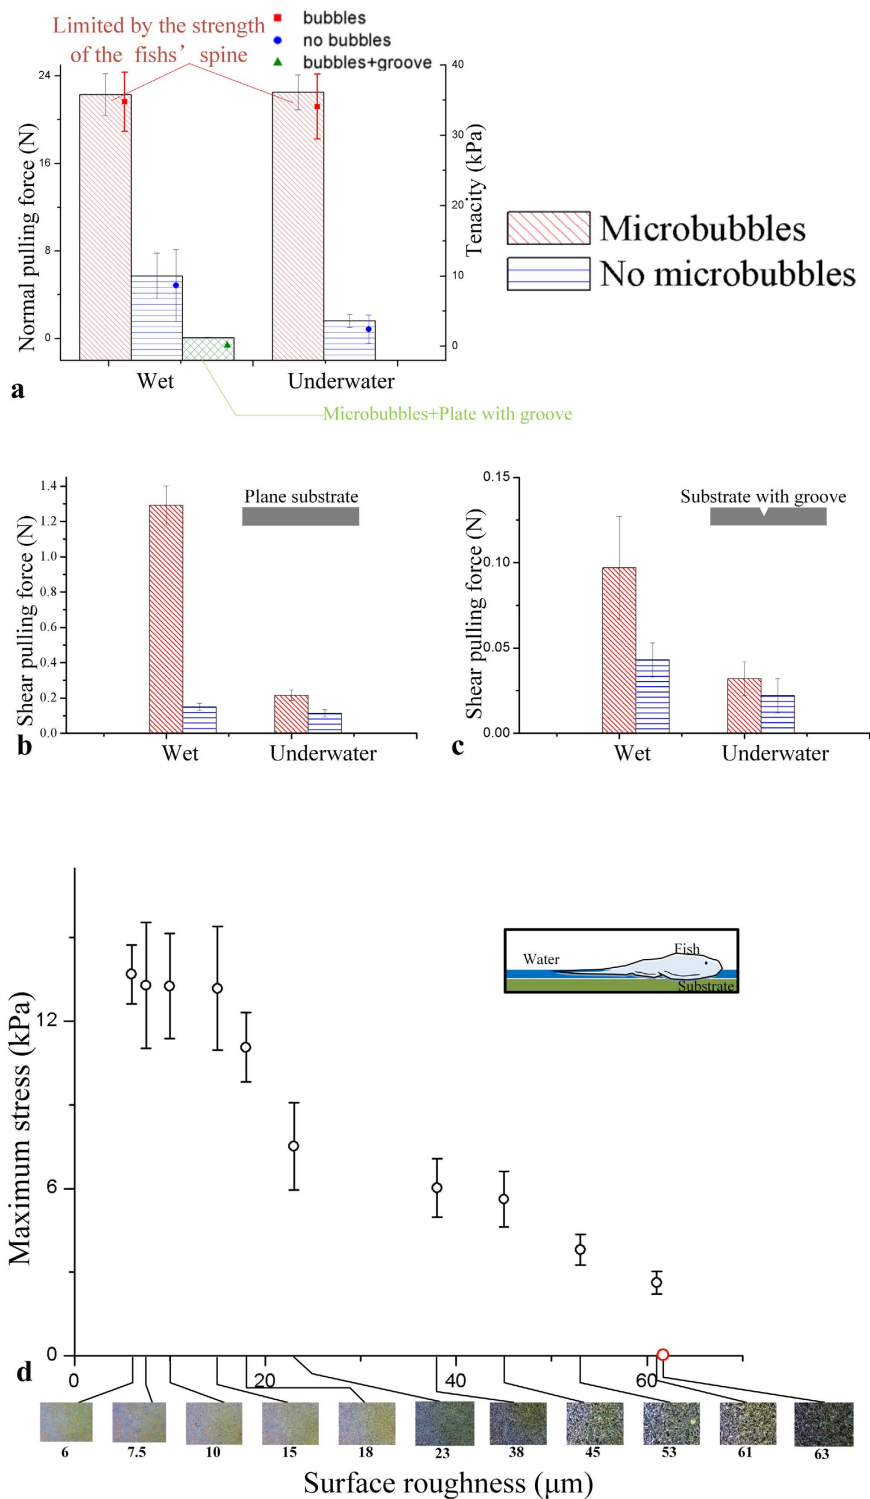 Limited by the strength
of the fishs’ spine
bubbles
no bubbles
bubbles+groove
24
16
8
0
Normal pulling force (N)
40
30
20
10
0
Tenacity (kPa)
Wet
Underwater
a
Microbubbles+Plate with groove
Microbubbles
No microbubbles
1.4
1.2
1.0
0.8
0.6
0.4
0.2
0.0
Shear pulling force (N)
Plane substrate
Wet
Underwater
b
0.15
0.10
0.05
0.00
Shear pulling force (N)
Substrate with groove
Wet
Underwater
c
12
6
0
Maximum stress (kPa)
Water
Fish
Substrate
d
0
20
40
60
6
7.5
10
15
18
23
38
45
53
61
63
Surface roughness (μm)